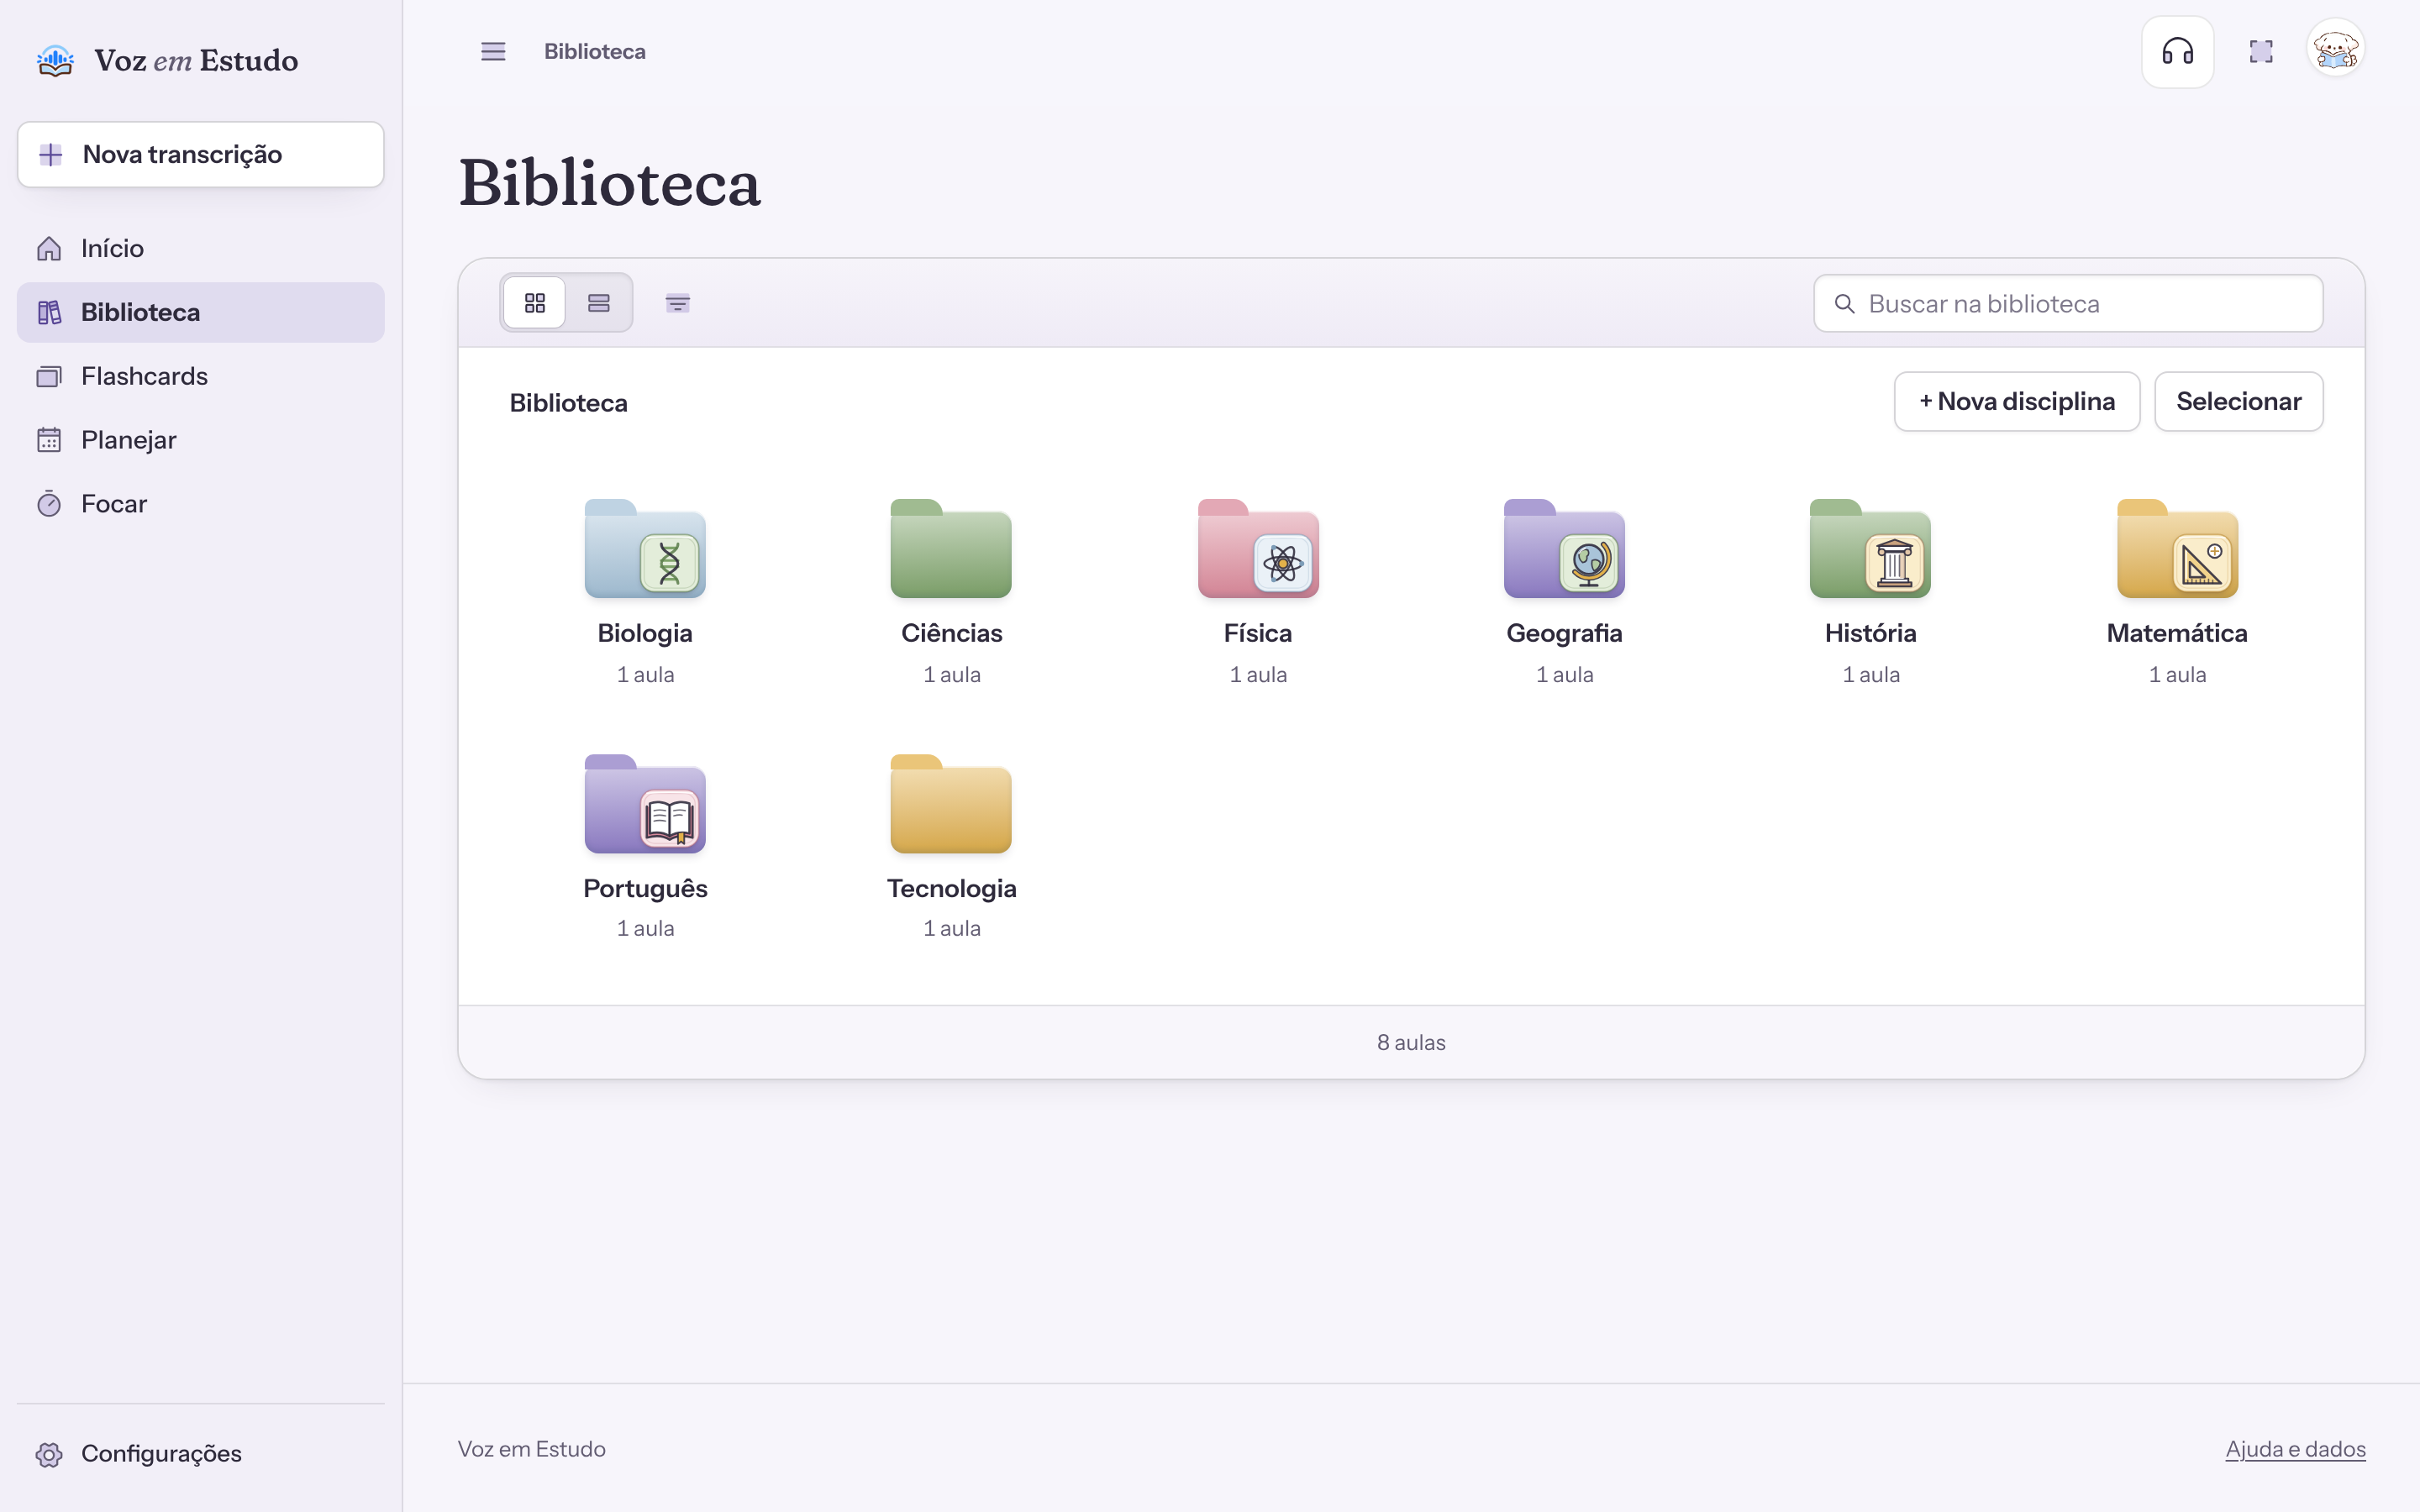 Voz em Estudo
Nova transcrição
Início
Biblioteca
Flashcards
Planejar
Focar
Configurações
Biblioteca
Biblioteca
Buscar na biblioteca
Biblioteca
+ Nova disciplina
Selecionar
Biologia
1 aula
Ciências
1 aula
Física
1 aula
Geografia
1 aula
História
1 aula
Matemática
1 aula
Português
1 aula
Tecnologia
1 aula
8 aulas
Voz em Estudo
Ajuda e dados